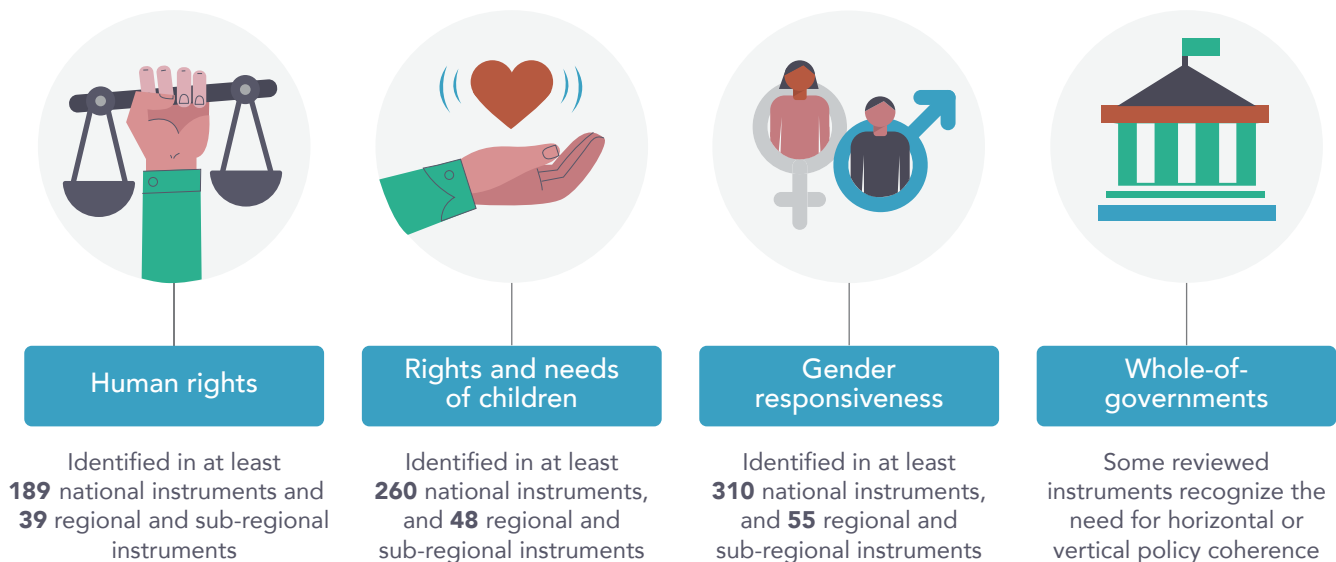 Human rights
Identified in at least
189 national instruments and
39 regional and sub-regional
instruments
Rights and needs
of children
Identified in at least
260 national instruments,
and 48 regional and
sub-regional instruments
Gender
responsiveness
Identified in at least
310 national instruments,
and 55 regional and
sub-regional instruments
Whole-of-
governments
Some reviewed
instruments recognize the
need for horizontal or
vertical policy coherence